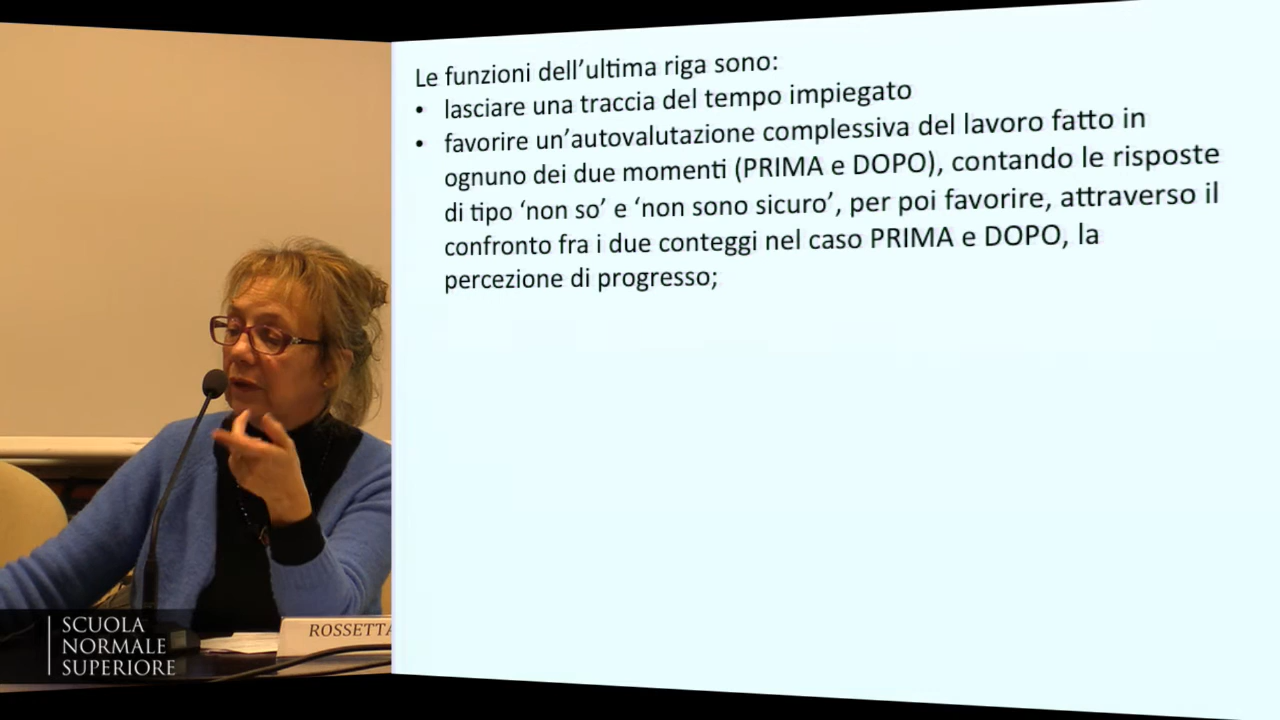 Le funzioni dell'ultima riga sono:
• lasciare una traccia del tempo impiegato
• favorire un'autovalutazione complessiva del lavoro fatto in
ognuno dei due momenti (PRIMA e DOPO), contando le risposte
di tipo 'non so' e 'non sono sicuro', per poi favorire, attraverso il
confronto fra i due conteggi nel caso PRIMA e DOPO, la
percezione di progresso;
ROSSETTA
SCUOLA
NORMALE
SUPERIORE